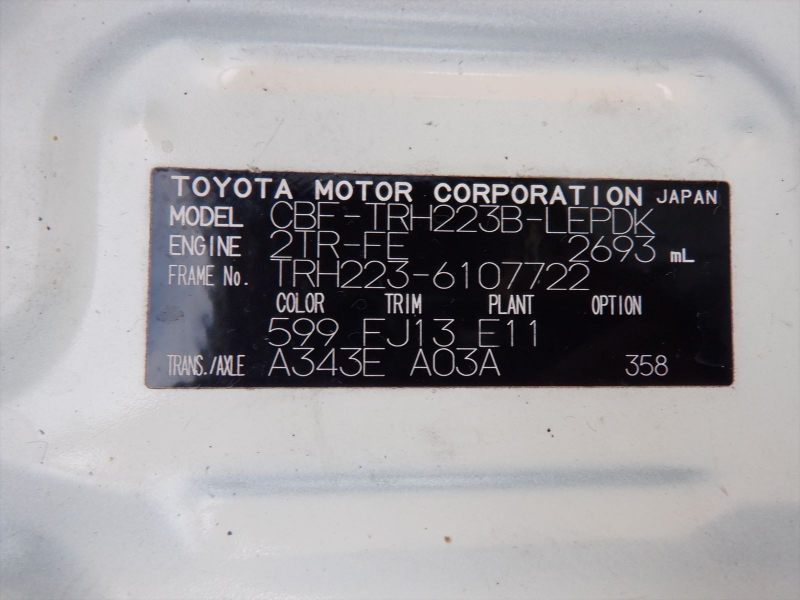 TOYOTA MOTOR CORPORATION JAPAN
MODEL CBF-TRH223B-LEPDK
ENGINE 2TR-FE 2693 mL
FRAME No. TRH223-6107722
COLOR TRIM PLANT OPTION
599 FJ13 E11
TRANS./AXLE A343E A03A 358